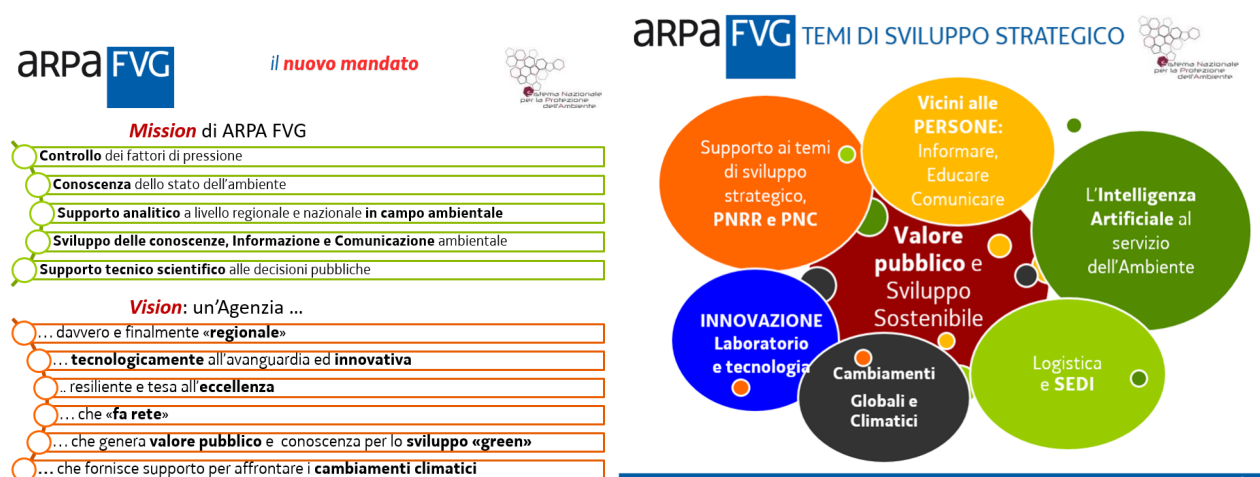 arpa FVG
il nuovo mandato
Sistema Nazionale
per la Protezione
dell'Ambiente
Mission di ARPA FVG
Controllo dei fattori di pressione
Conoscenza dello stato dell'ambiente
Supporto analitico a livello regionale e nazionale in campo ambientale
Sviluppo delle conoscenze, Informazione e Comunicazione ambientale
Supporto tecnico scientifico alle decisioni pubbliche
Vision: un'Agenzia ...
... davvero e finalmente «regionale»
... tecnologicamente all'avanguardia ed innovativa
.. resiliente e tesa all'eccellenza
... che «fa rete»
... che genera valore pubblico e conoscenza per lo sviluppo «green»
... che fornisce supporto per affrontare i cambiamenti climatici
arpa FVG TEMI DI SVILUPPO STRATEGICO
Sistema Nazionale
per la Protezione
dell'Ambiente
Supporto ai temi
di sviluppo
strategico,
PNRR e PNC
Vicini alle
PERSONE:
Informare,
Educare
Comunicare
L'Intelligenza
Artificiale al
servizio
dell'Ambiente
Valore
pubblico e
Sviluppo
Sostenibile
INNOVAZIONE
Laboratorio
e tecnologia
Cambiamenti
Globali e
Climatici
Logistica
e SEDI